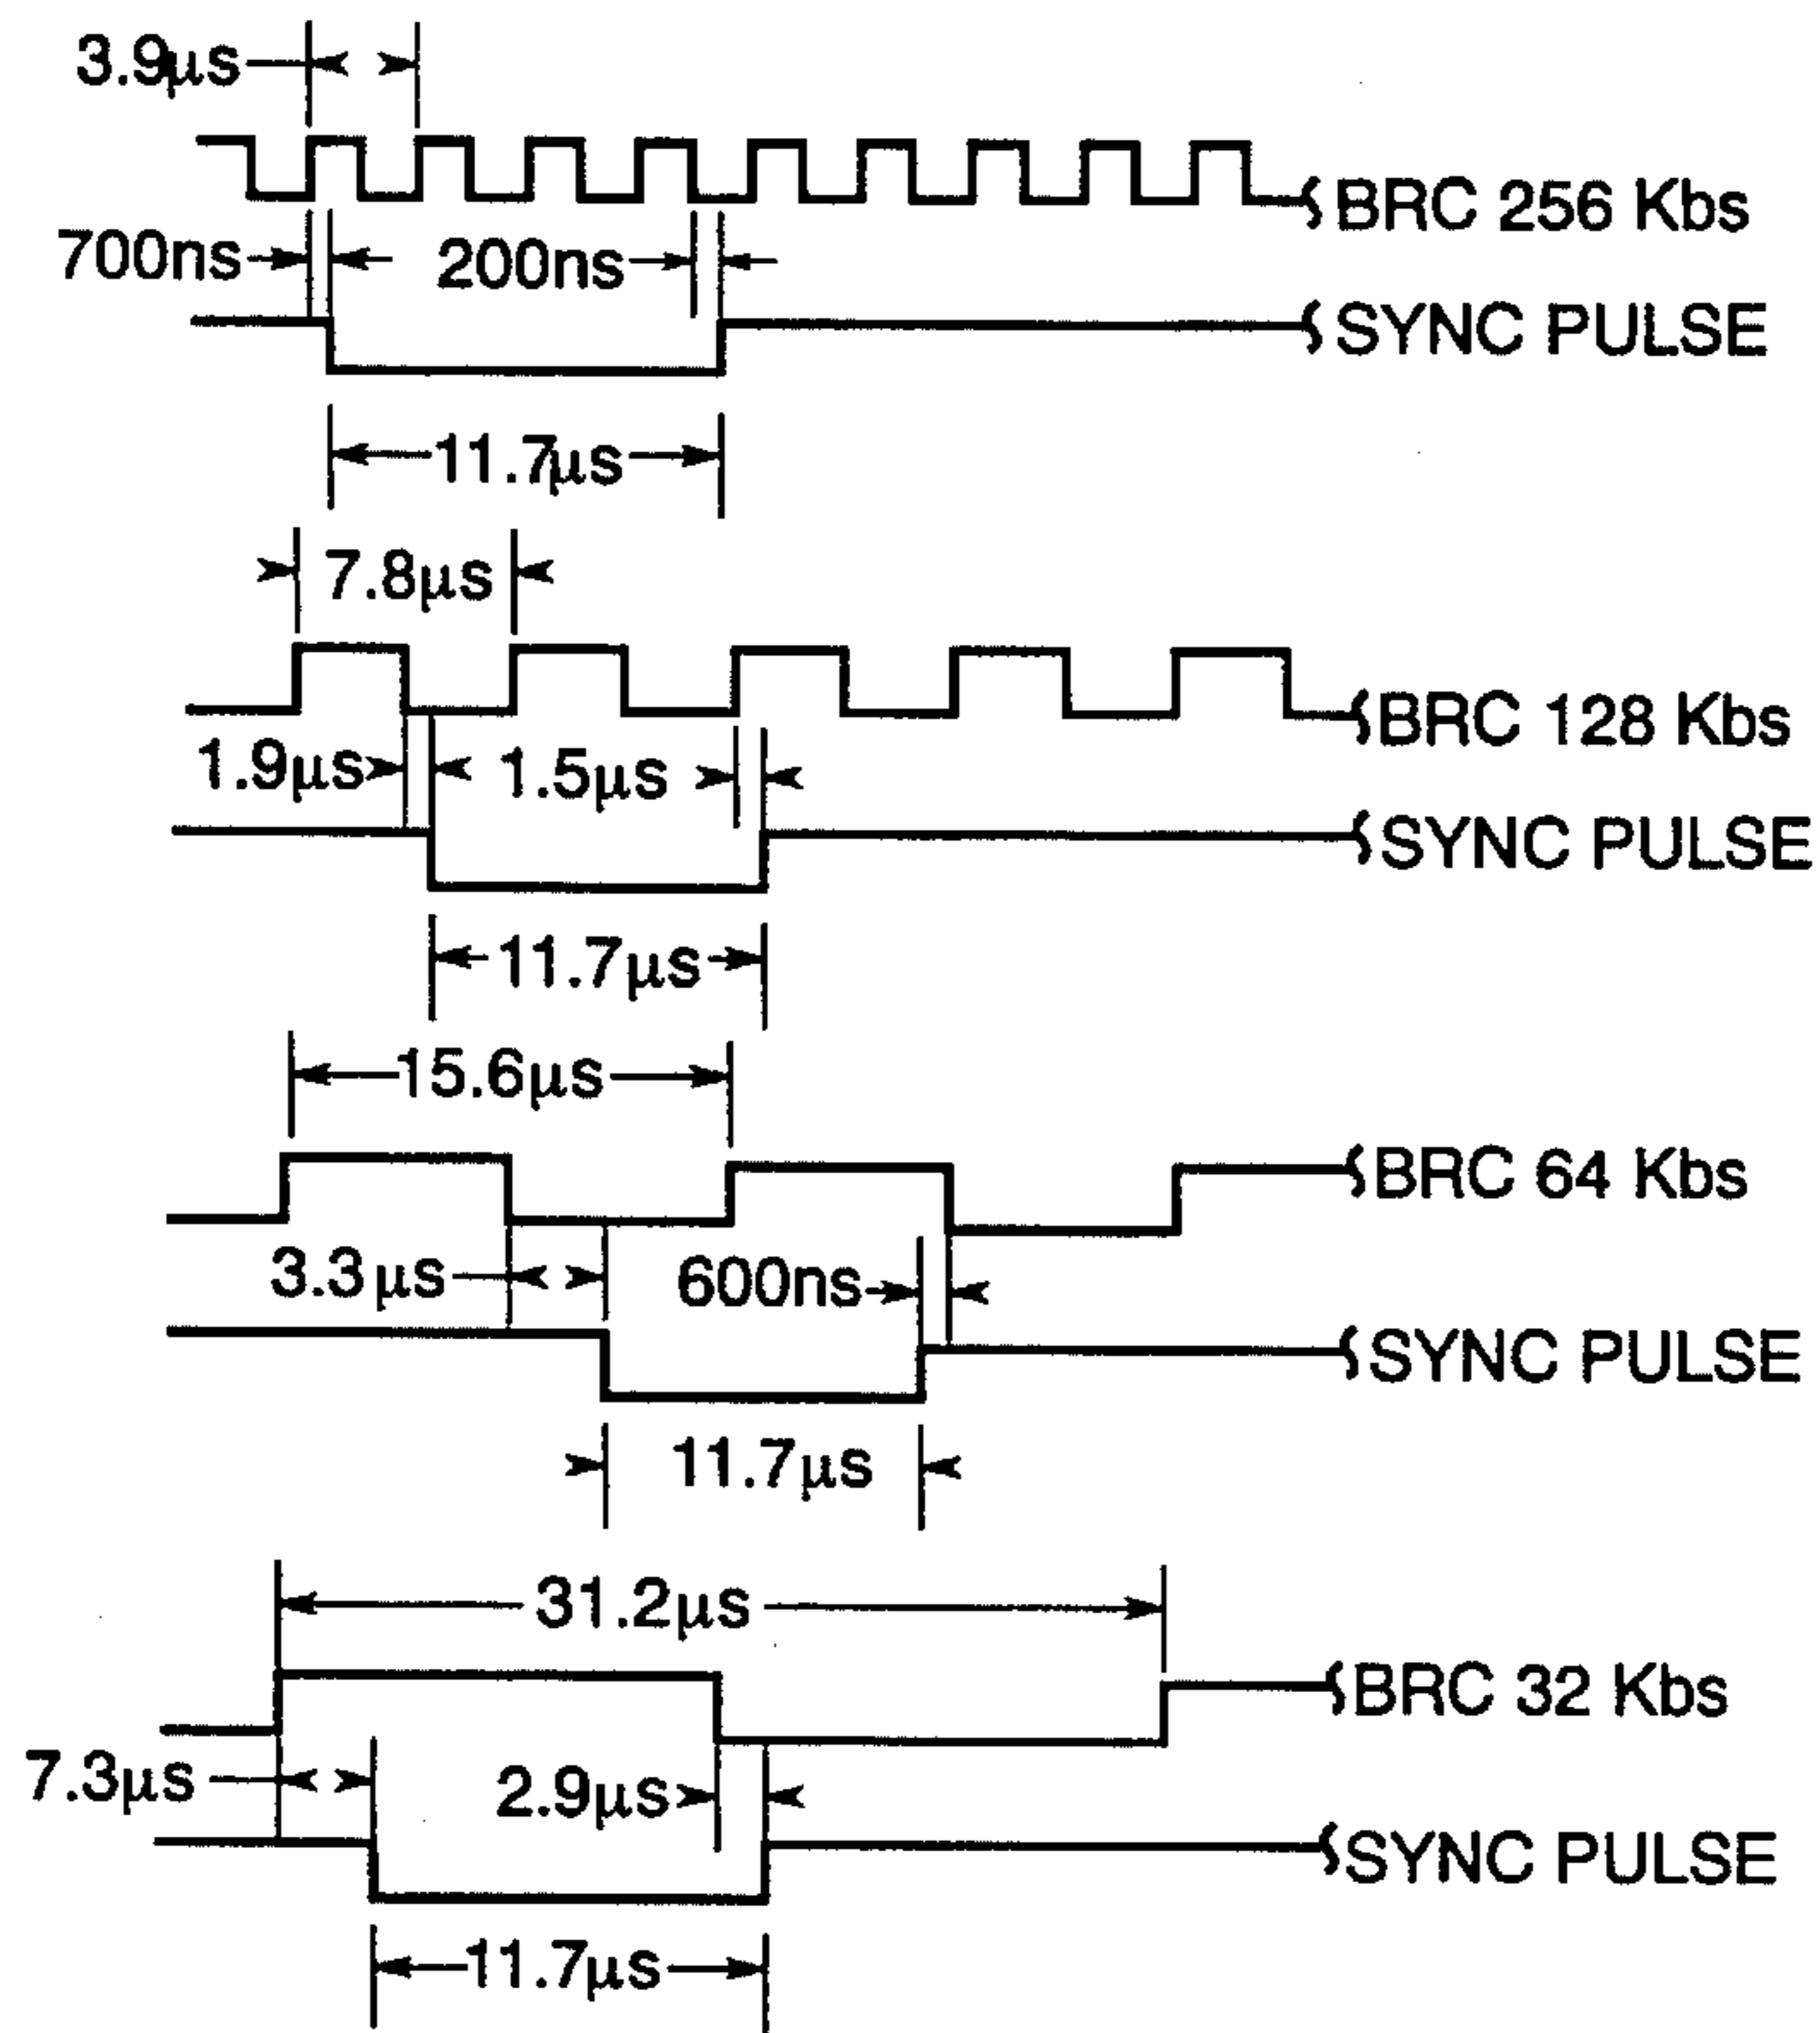 3.9μs
BRC 256 Kbs
700ns
200ns
SYNC PULSE
11.7μs
7.8μs
BRC 128 Kbs
1.9μs
1.5μs
SYNC PULSE
11.7μs
15.6μs
BRC 64 Kbs
3.3μs
600ns
SYNC PULSE
11.7μs
31.2μs
BRC 32 Kbs
7.3μs
2.9μs
SYNC PULSE
11.7μs